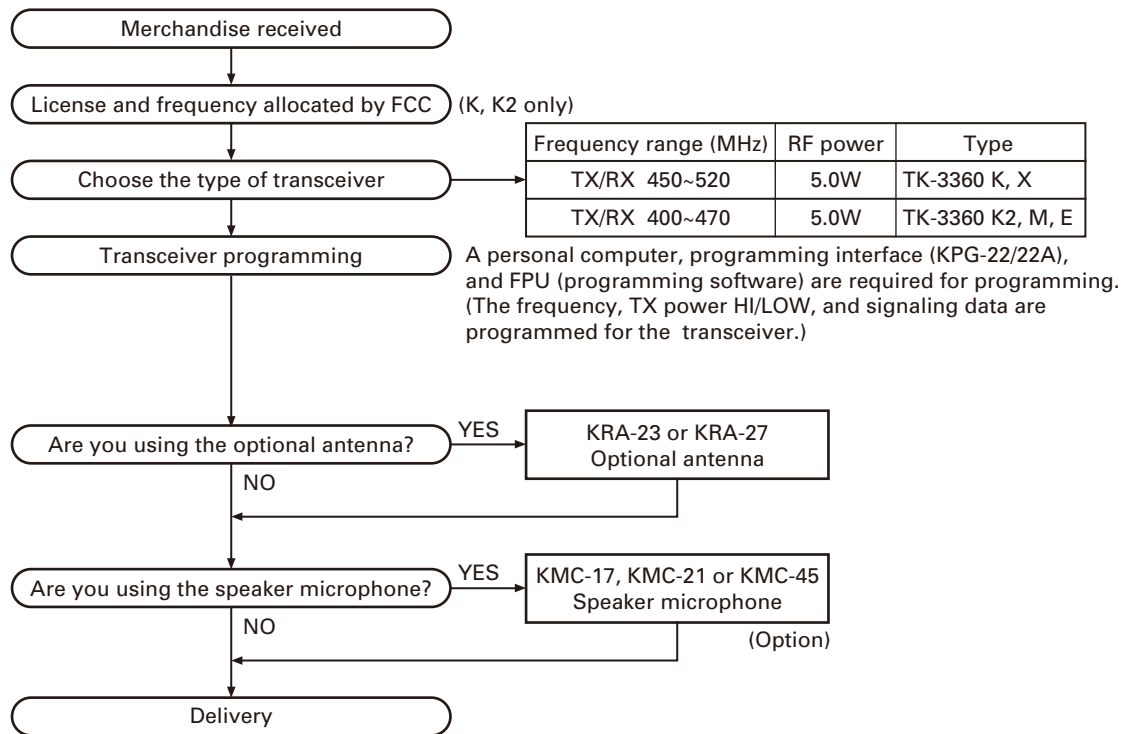 Merchandise received
License and frequency allocated by FCC
(K, K2 only)
Choose the type of transceiver
Frequency range (MHz) RF power Type
TX/RX 450~520 5.0W TK-3360 K, X
TX/RX 400~470 5.0W TK-3360 K2, M, E
Transceiver programming
A personal computer, programming interface (KPG-22/22A),
and FPU (programming software) are required for programming.
(The frequency, TX power HI/LOW, and signaling data are
programmed for the transceiver.)
Are you using the optional antenna?
YES
KRA-23 or KRA-27
Optional antenna
NO
Are you using the speaker microphone?
YES
KMC-17, KMC-21 or KMC-45
Speaker microphone
(Option)
NO
Delivery